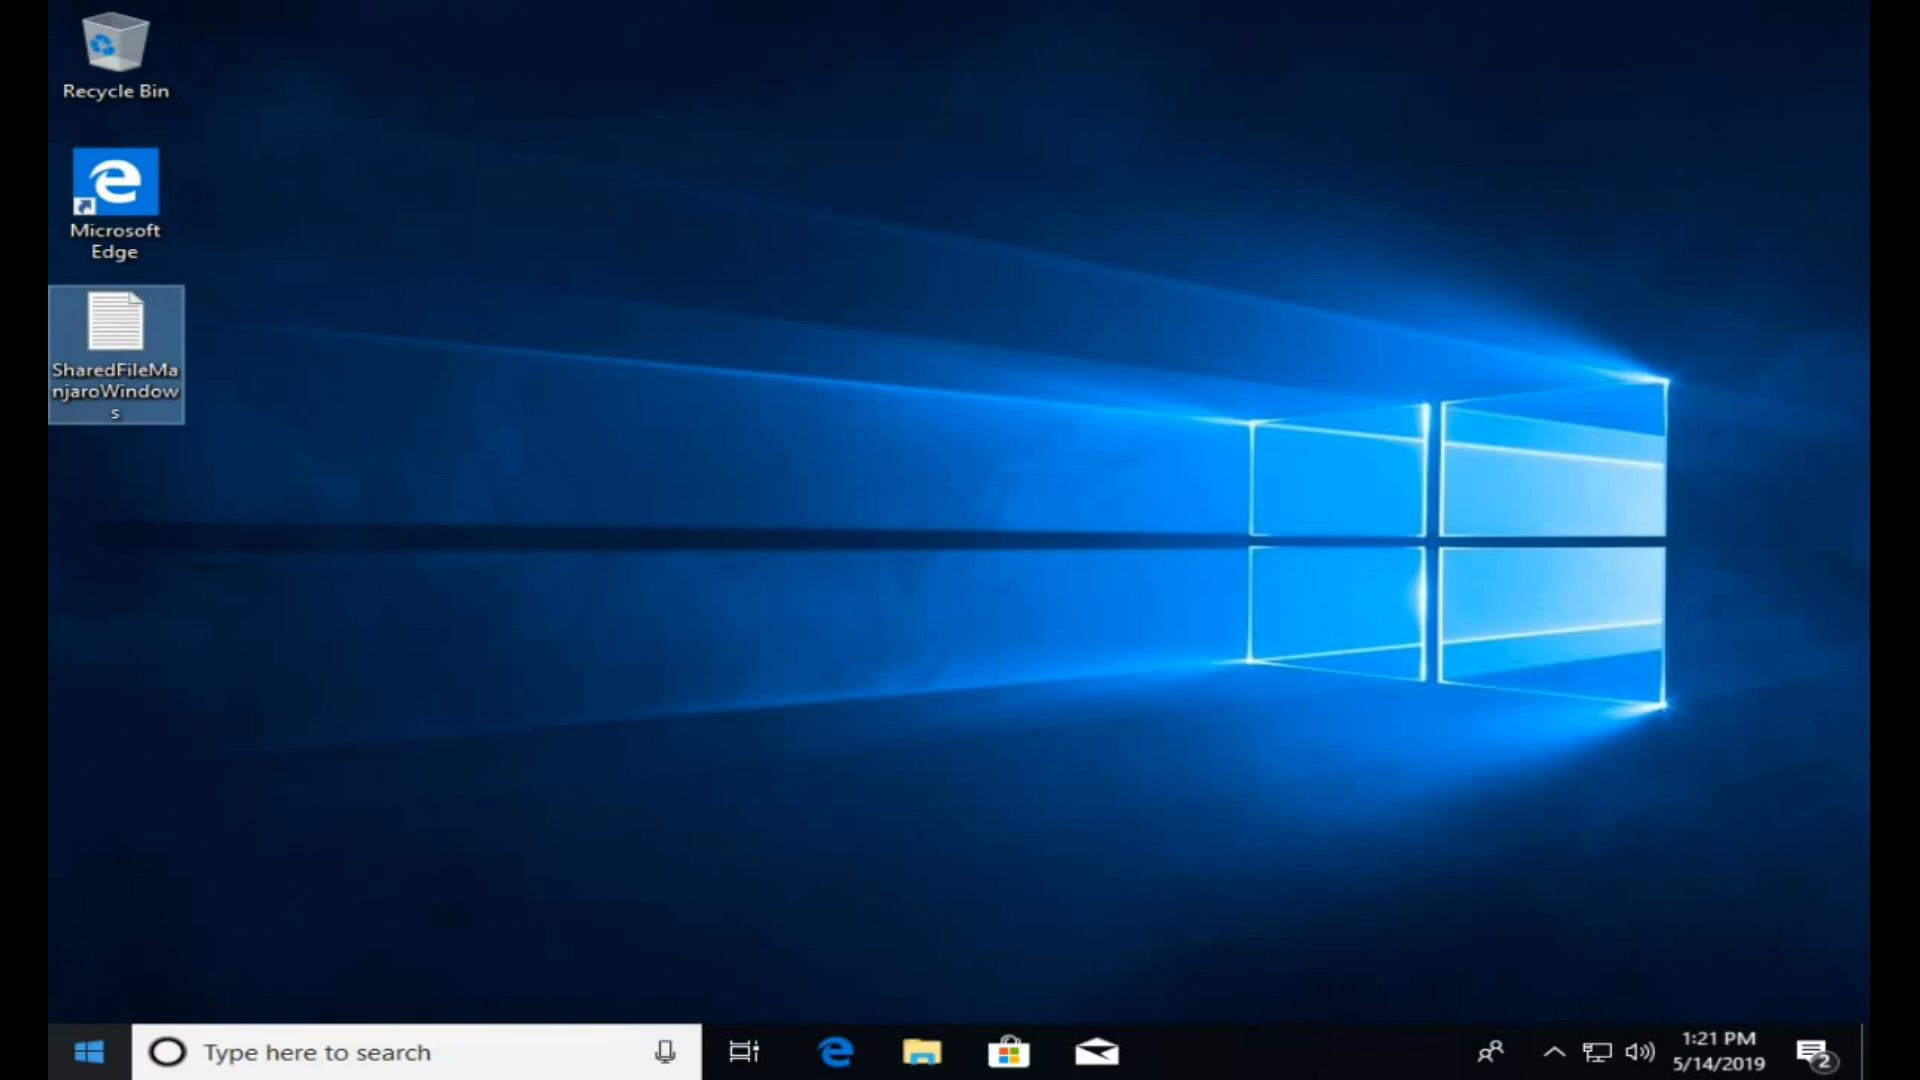 Recycle Bin
Microsoft
Edge
SharedFileMa
njaroWindow
s
Type here to search
1:21 PM
5/14/2019
2